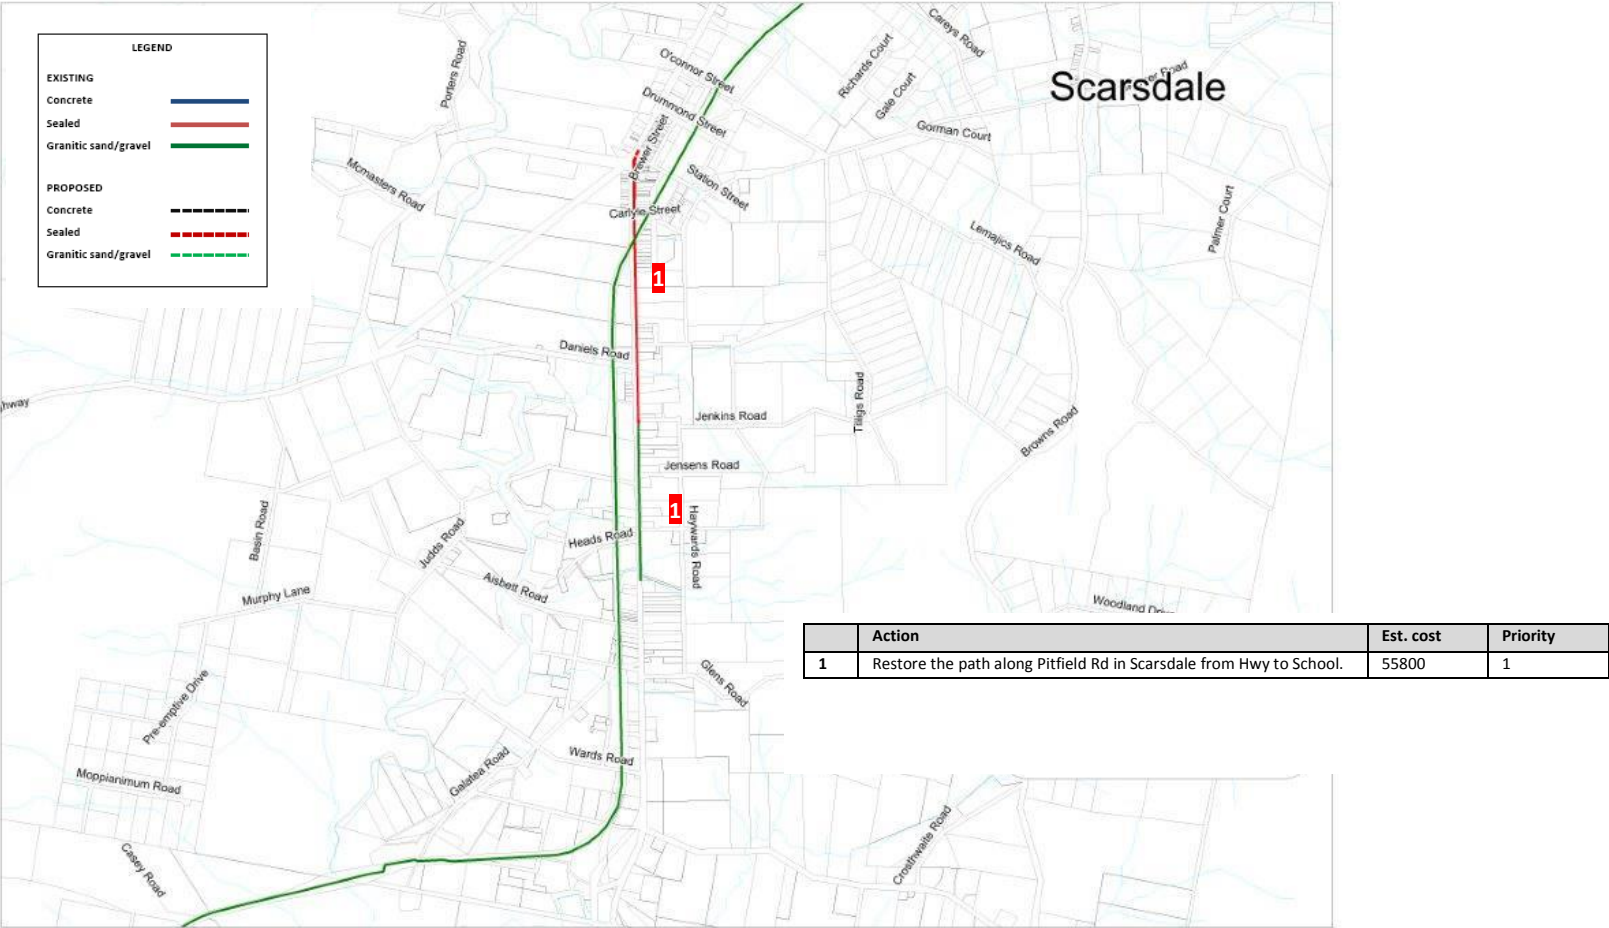 LEGEND
EXISTING
Concrete
Sealed
Granitic sand/gravel
PROPOSED
Concrete
Sealed
Granitic sand/gravel
Scarsdale
Careys Road
Richards Court
Gale Court
Gorman Court
Road
O'connor Street
Drummond Street
Brewer Street
Station Street
Carlyle Street
Porters Road
Mcmasters Road
Lemajics Road
Palmer Court
1
Daniels Road
hway
Jenkins Road
Browns Road
Jensens Road
1
Haywards Road
Heads Road
Basin Road
Judds Road
Aisbett Road
Murphy Lane
Woodland Dri
Glens Road
Pre-emptive Drive
Moppianimum Road
Galatea Road
Wards Road
Casey Road
Crosthwaite Road
Action Est. cost Priority
1 Restore the path along Pitfield Rd in Scarsdale from Hwy to School. 55800 1